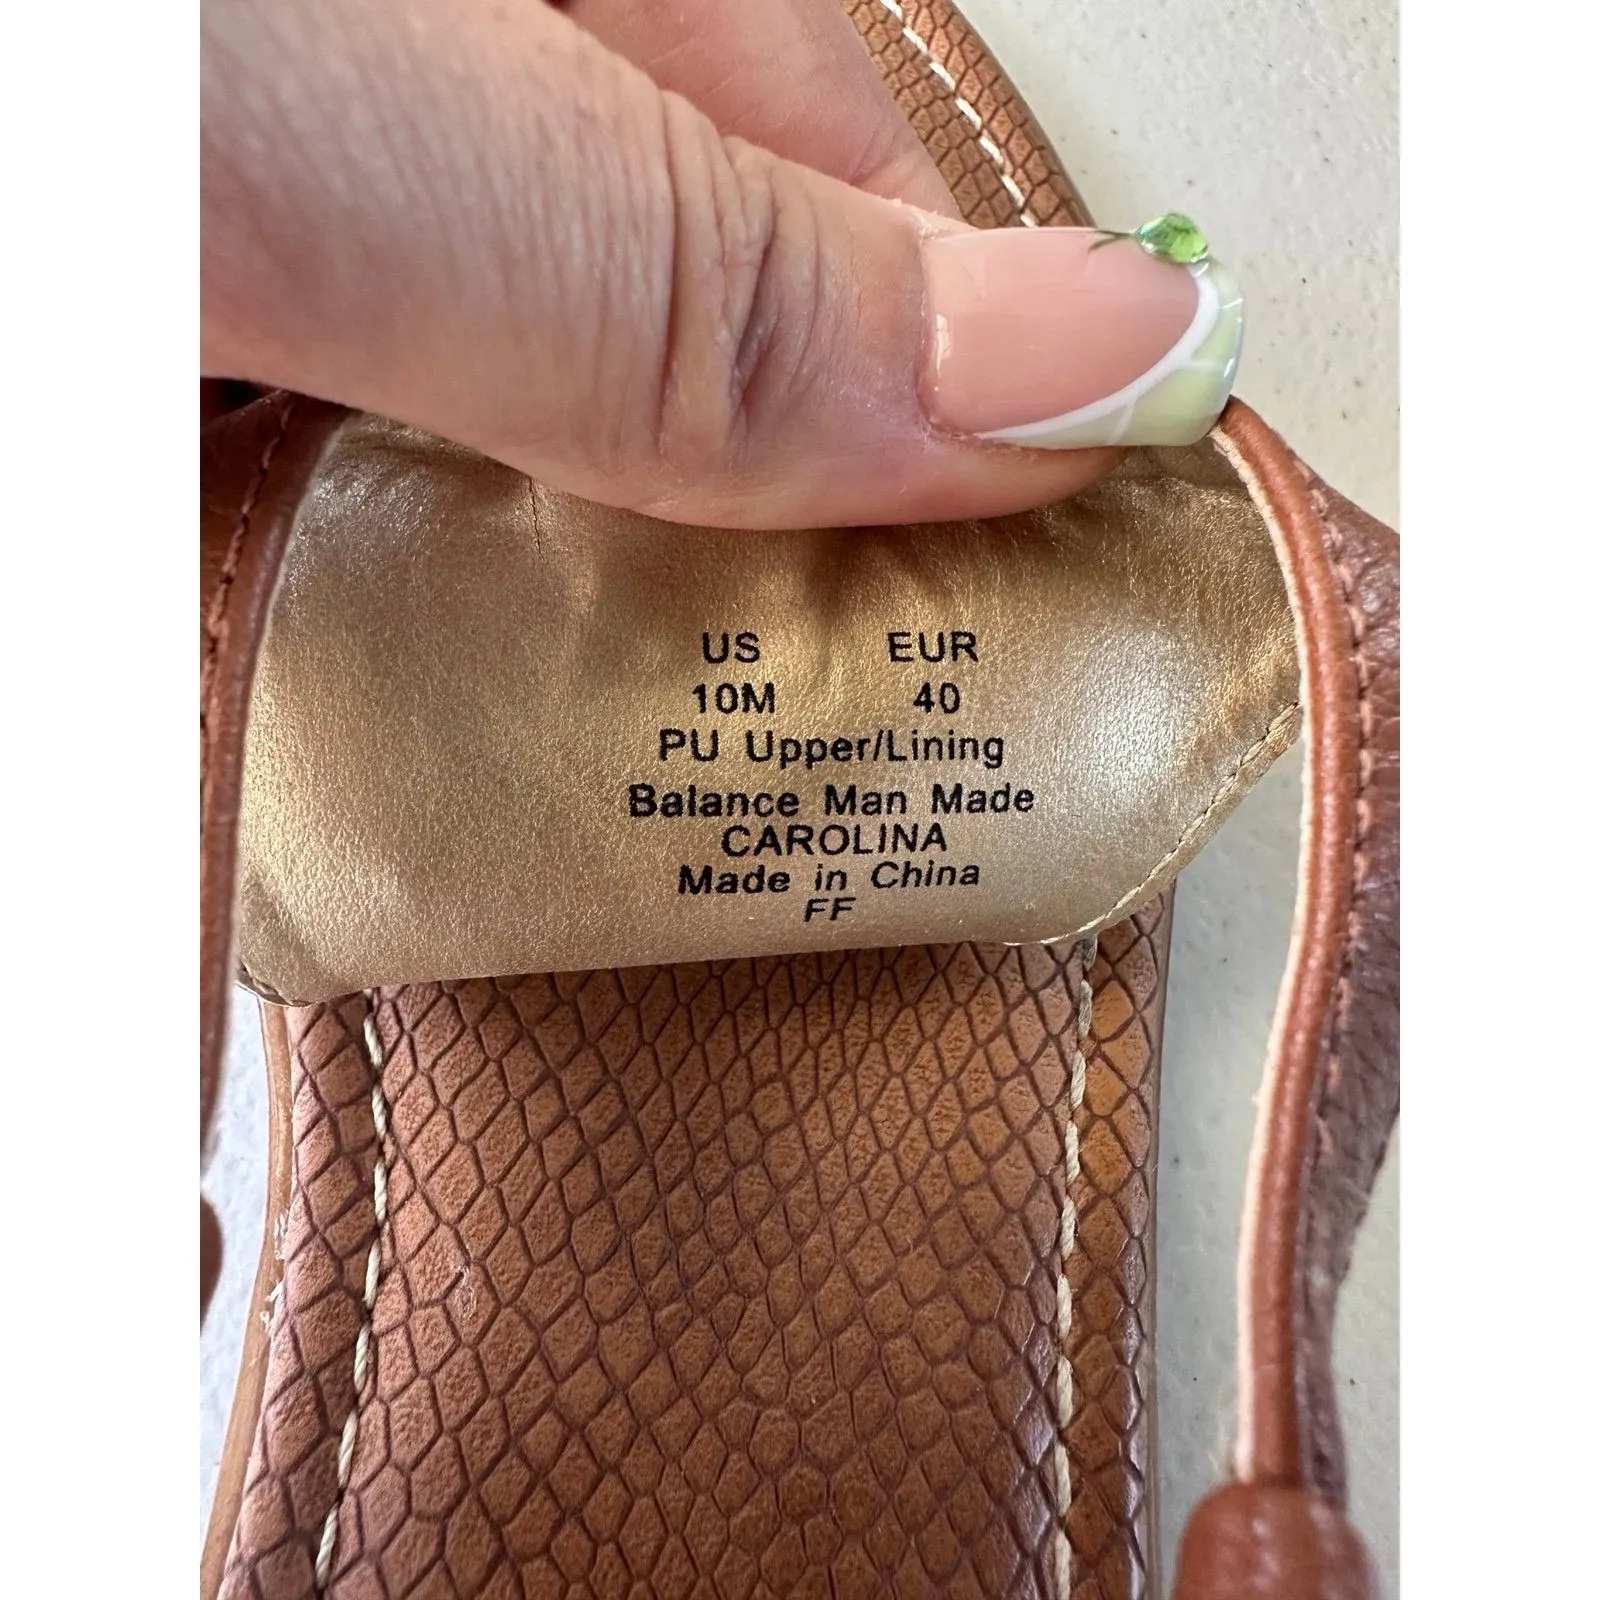 US EUR
10M 40
PU Upper/Lining
Balance Man Made
CAROLINA
Made in China
FF